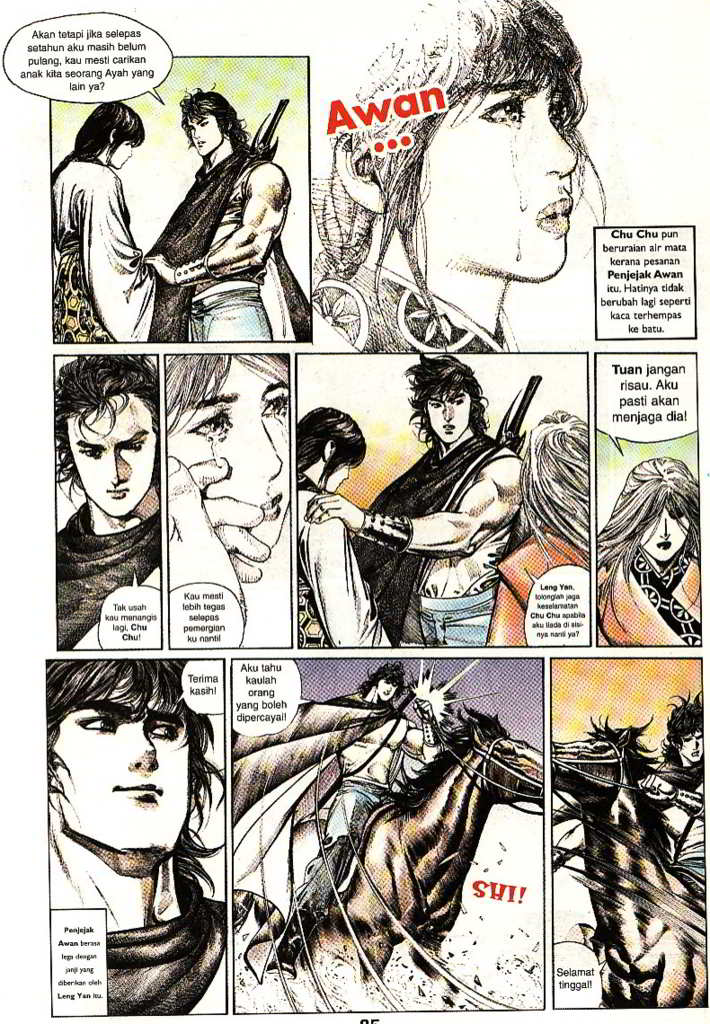 Akan tetapi jika selepas
setahun aku masih belum
pulang, kau mesti carikan
anak kita seorang Ayah yang
lain ya?
Awan
...
Chu Chu pun
beruraian air mata
kerana pesanan
Penjejak Awan
itu. Hatinya tidak
berubah lagi seperti
kaca terhempas
ke batu.
Tak usah
kau menangis
lagi, Chu
Chu!
Kau mesti
lebih tegas
selepas
pemergian
ku nanti!
Leng Yan,
tolonglah jaga
keselamatan
Chu Chu apabila
aku tiada di sisi-
nya nanti ya?
Tuan jangan
risau. Aku
pasti akan
menjaga dia!
Terima
kasih!
Penjejak
Awan berasa
lega dengan
janji yang
diberikan oleh
Leng Yan itu.
Aku tahu
kaulah orang
yang boleh
dipercayai!
Selamat
tinggal!